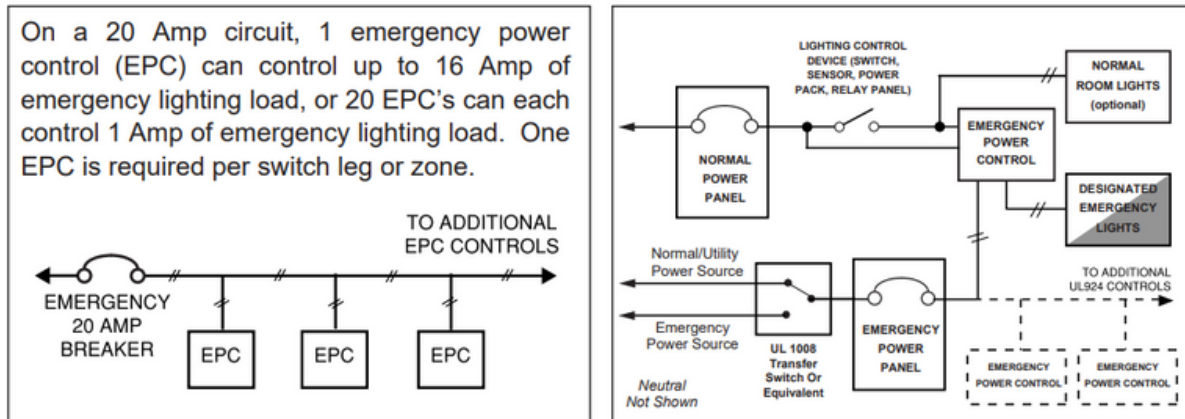 On a 20 Amp circuit, 1 emergency power
control (EPC) can control up to 16 Amp of
emergency lighting load, or 20 EPC's can each
control 1 Amp of emergency lighting load. One
EPC is required per switch leg or zone.
TO ADDITIONAL
EPC CONTROLS
EMERGENCY
20 AMP
BREAKER
EPC
EPC
EPC
LIGHTING CONTROL
DEVICE (SWITCH,
SENSOR, POWER
PACK, RELAY PANEL)
NORMAL
ROOM LIGHTS
(optional)
NORMAL
POWER
PANEL
EMERGENCY
POWER
CONTROL
DESIGNATED
EMERGENCY
LIGHTS
Normal/Utility
Power Source
Emergency
Power Source
UL 1008
Transfer
Switch Or
Equivalent
EMERGENCY
POWER
PANEL
TO ADDITIONAL
UL924 CONTROLS
EMERGENCY
POWER CONTROL
EMERGENCY
POWER CONTROL
Neutral
Not Shown